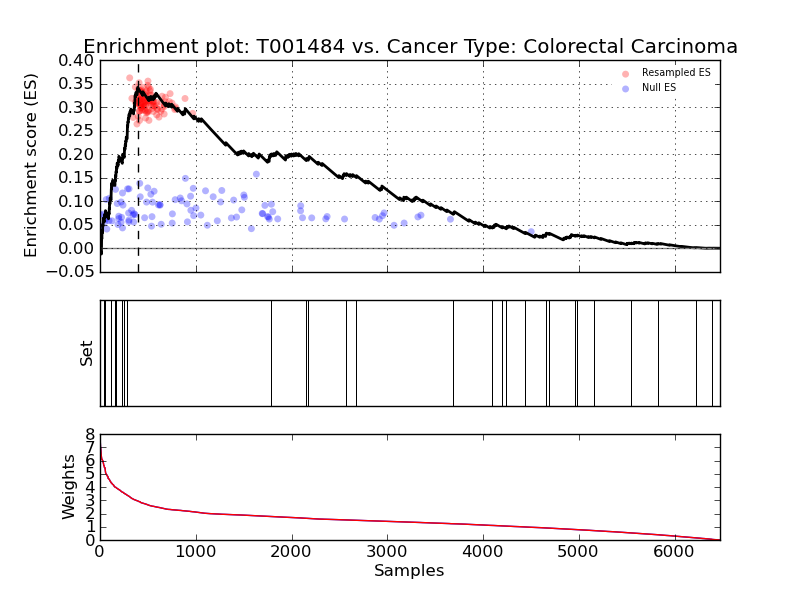 Enrichment plot: T001484 vs. Cancer Type: Colorectal Carcinoma
Enrichment score (ES)
0.40
0.35
0.30
0.25
0.20
0.15
0.10
0.05
0.00
−0.05
Resampled ES
Null ES
Set
Weights
8
7
6
5
4
3
2
1
0
0 1000 2000 3000 4000 5000 6000
Samples